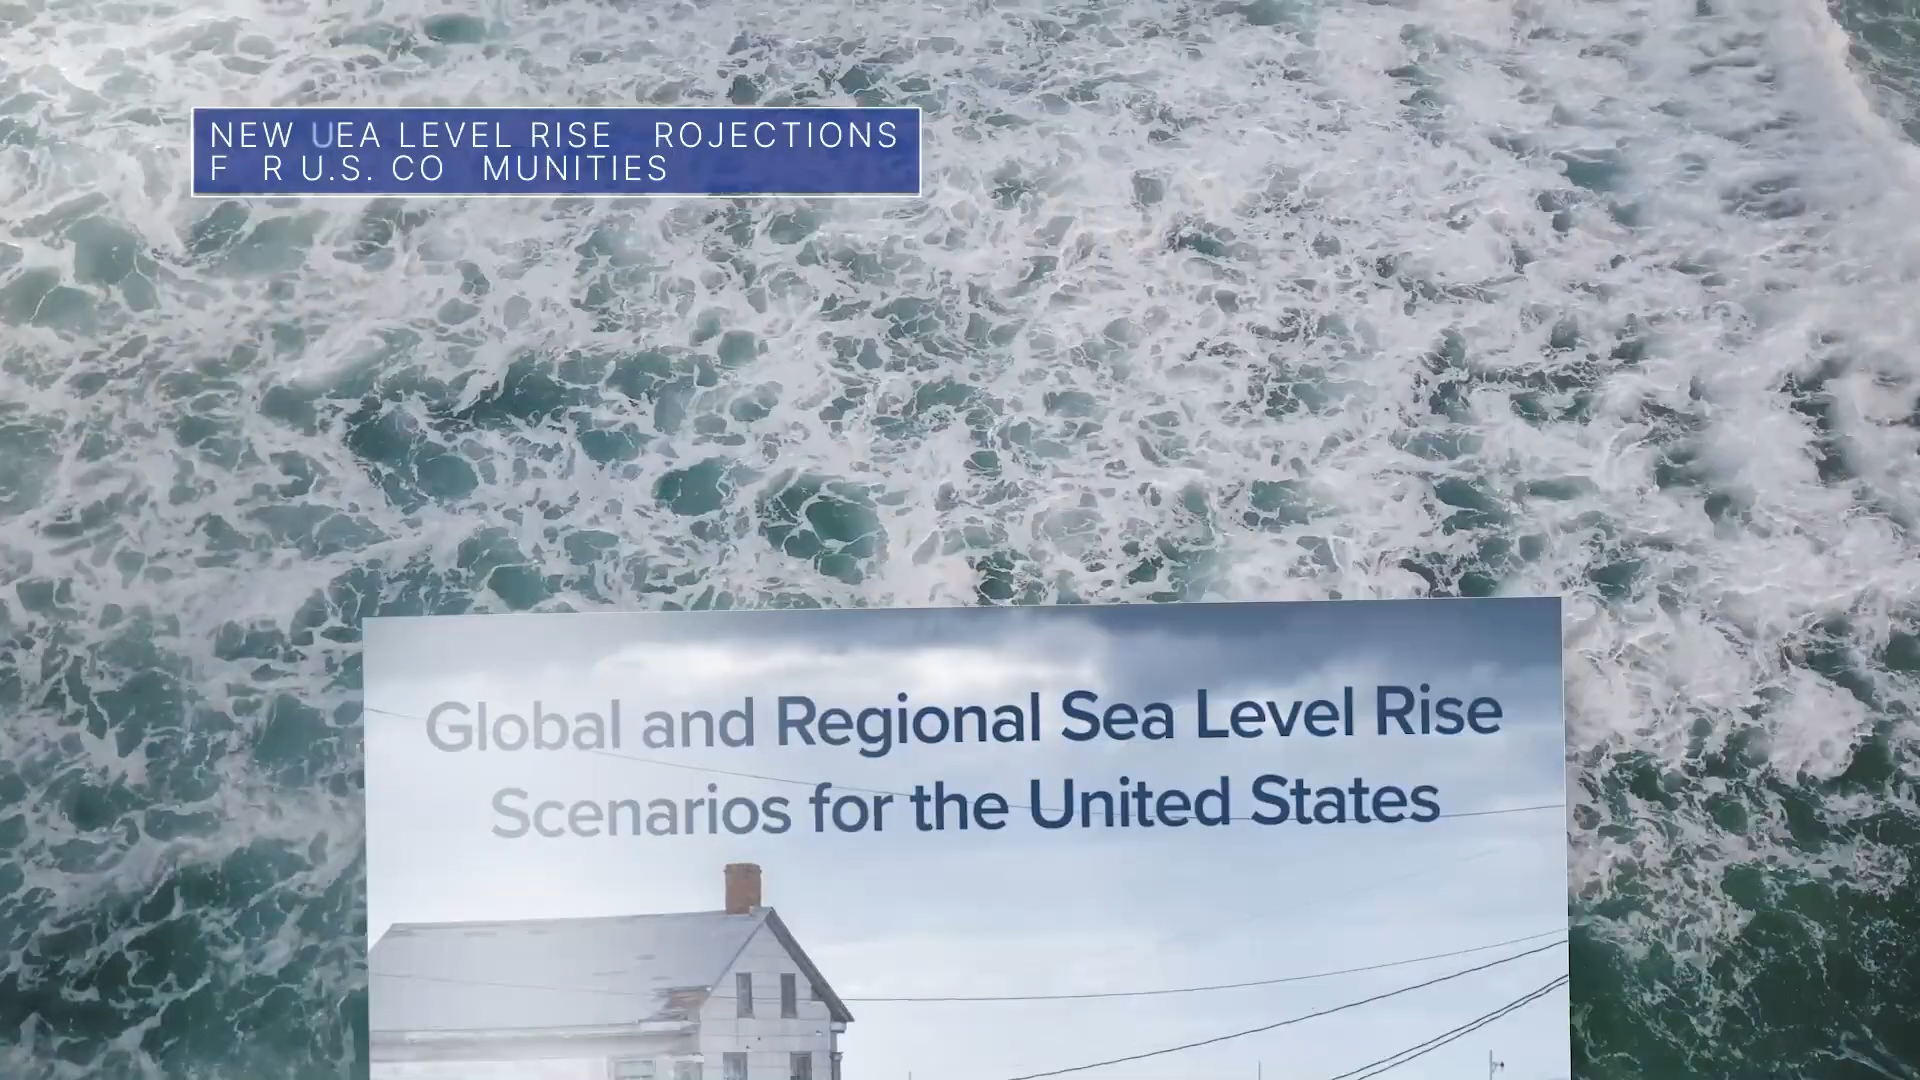 NEW UEA LEVEL RISE ROJECTIONS
F R U.S. CO MUNITIES
Global and Regional Sea Level Rise
Scenarios for the United States